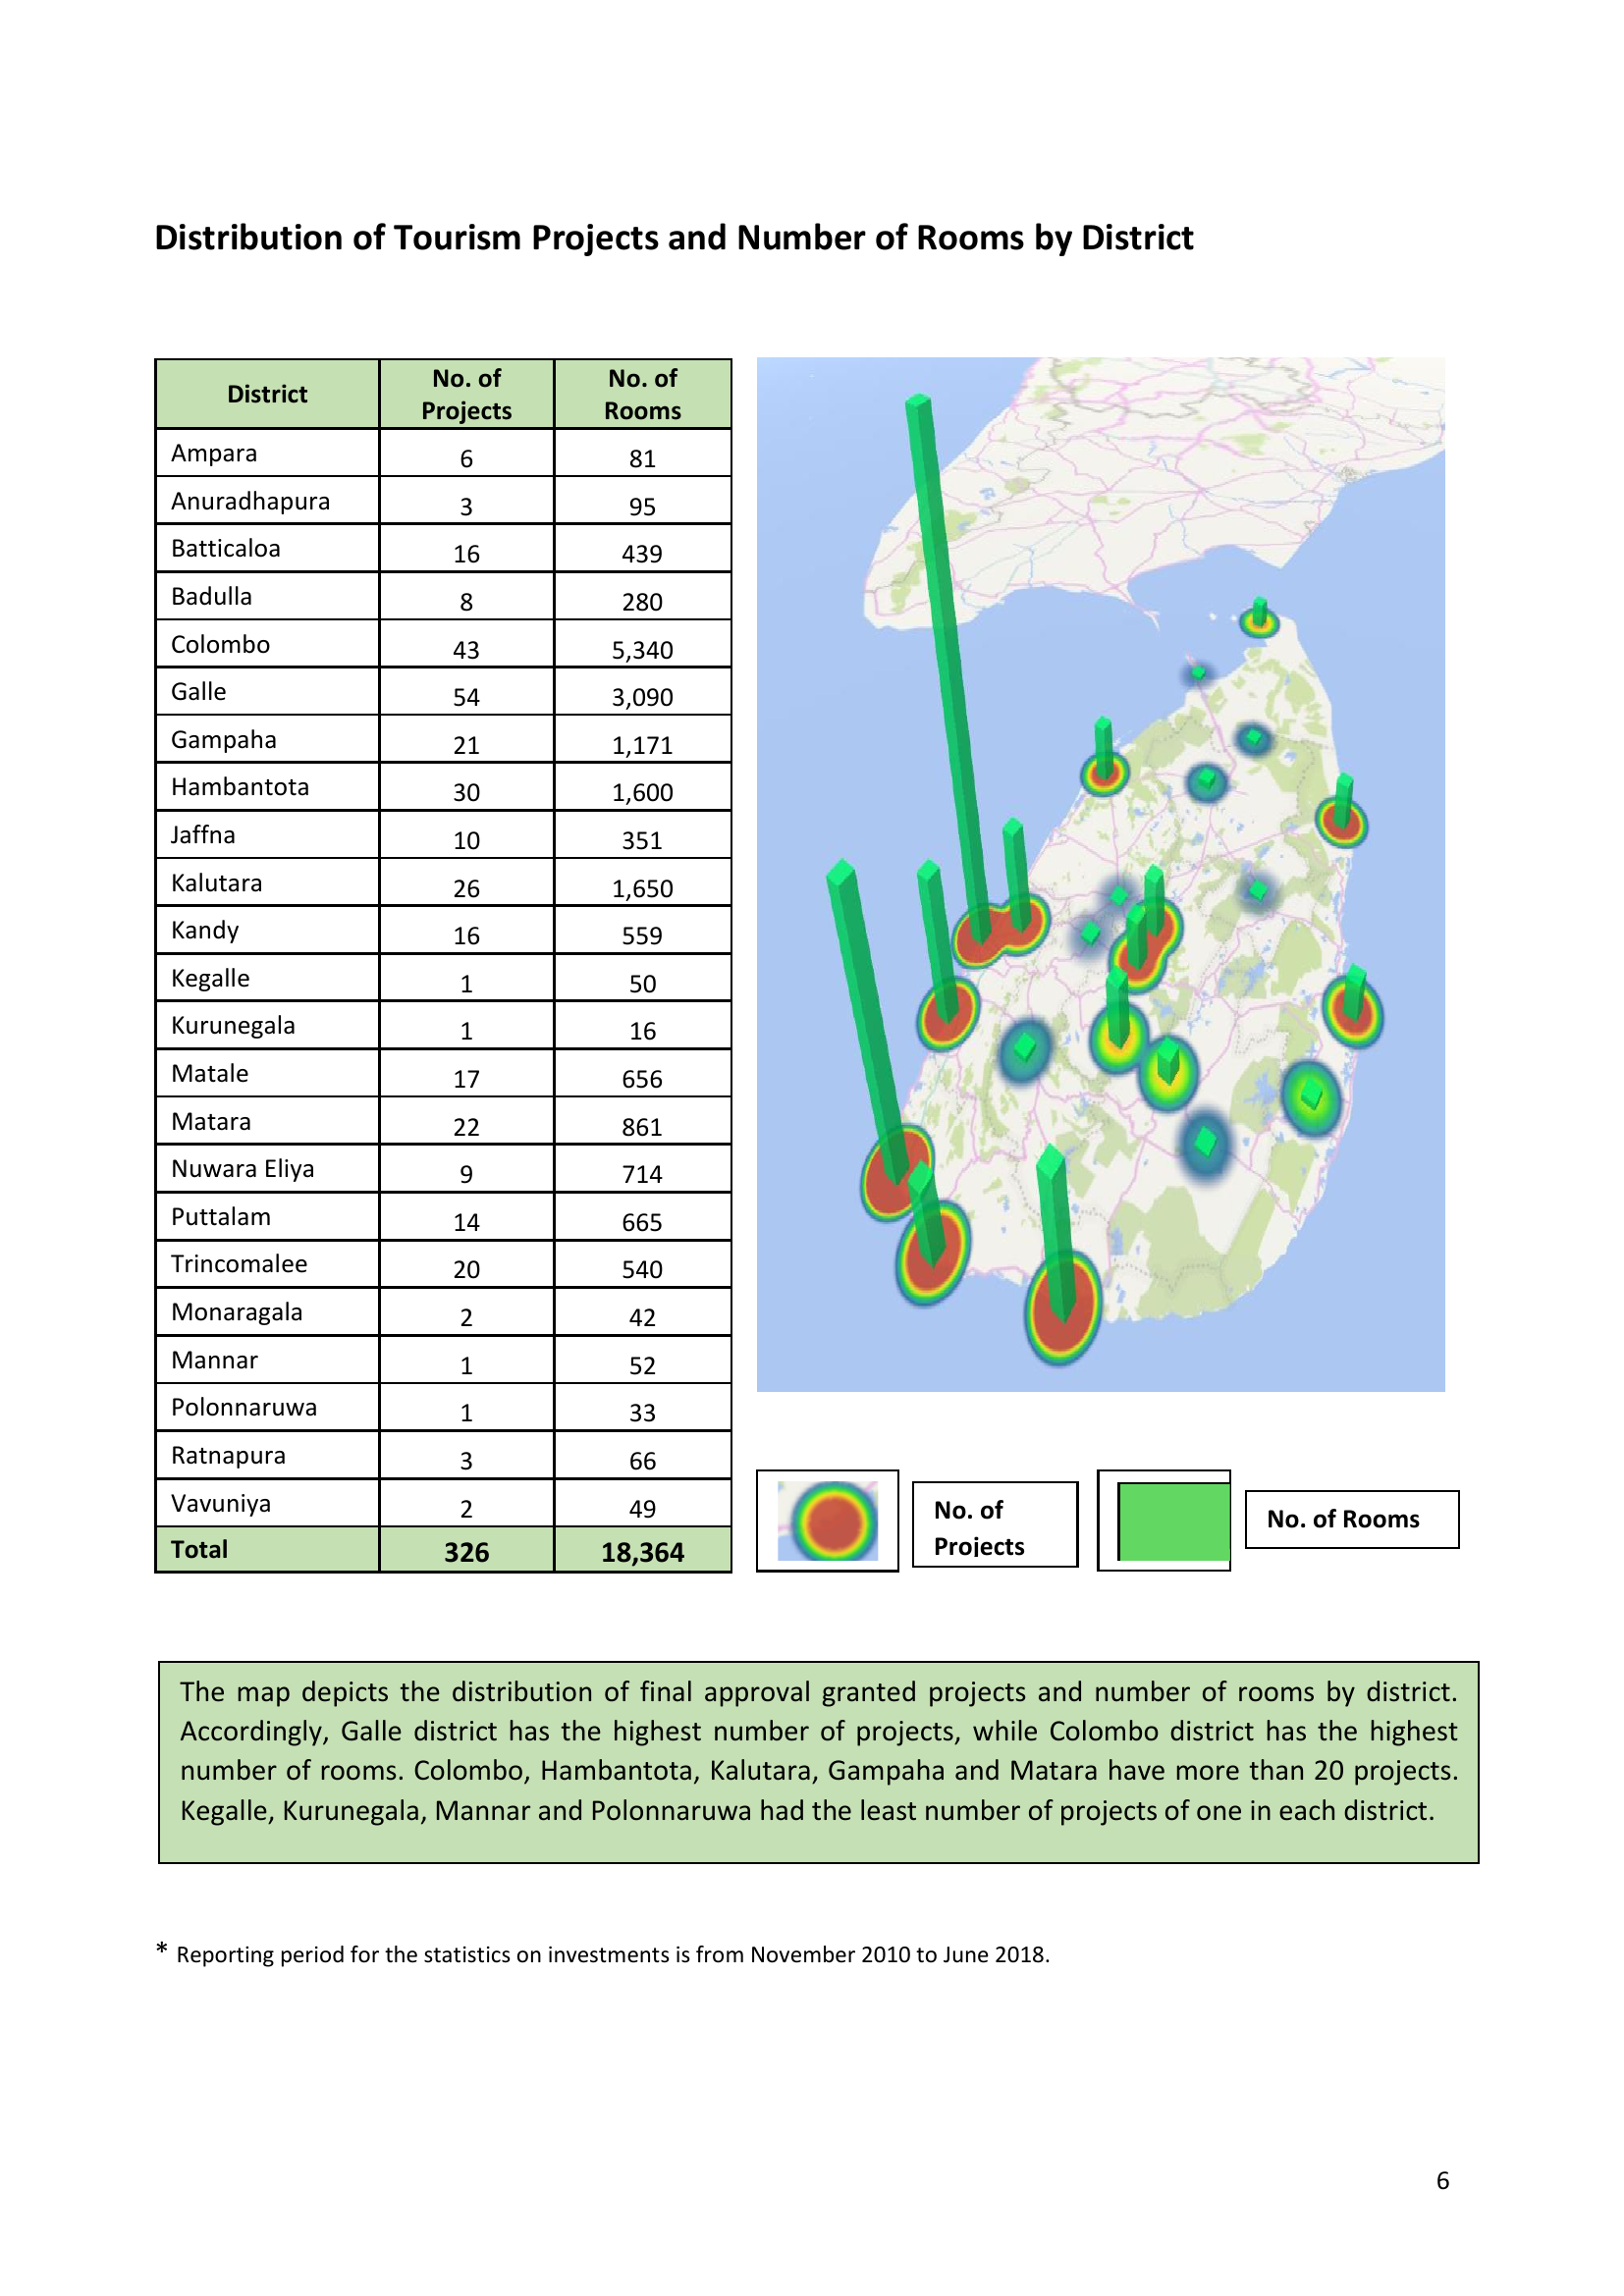 Distribution of Tourism Projects and Number of Rooms by District
District No. of Projects No. of Rooms
Ampara 6 81
Anuradhapura 3 95
Batticaloa 16 439
Badulla 8 280
Colombo 43 5,340
Galle 54 3,090
Gampaha 21 1,171
Hambantota 30 1,600
Jaffna 10 351
Kalutara 26 1,650
Kandy 16 559
Kegalle 1 50
Kurunegala 1 16
Matale 17 656
Matara 22 861
Nuwara Eliya 9 714
Puttalam 14 665
Trincomalee 20 540
Monaragala 2 42
Mannar 1 52
Polonnaruwa 1 33
Ratnapura 3 66
Vavuniya 2 49
Total 326 18,364
No. of
Projects
No. of Rooms
The map depicts the distribution of final approval granted projects and number of rooms by district.
Accordingly, Galle district has the highest number of projects, while Colombo district has the highest
number of rooms. Colombo, Hambantota, Kalutara, Gampaha and Matara have more than 20 projects.
Kegalle, Kurunegala, Mannar and Polonnaruwa had the least number of projects of one in each district.
* Reporting period for the statistics on investments is from November 2010 to June 2018.
6